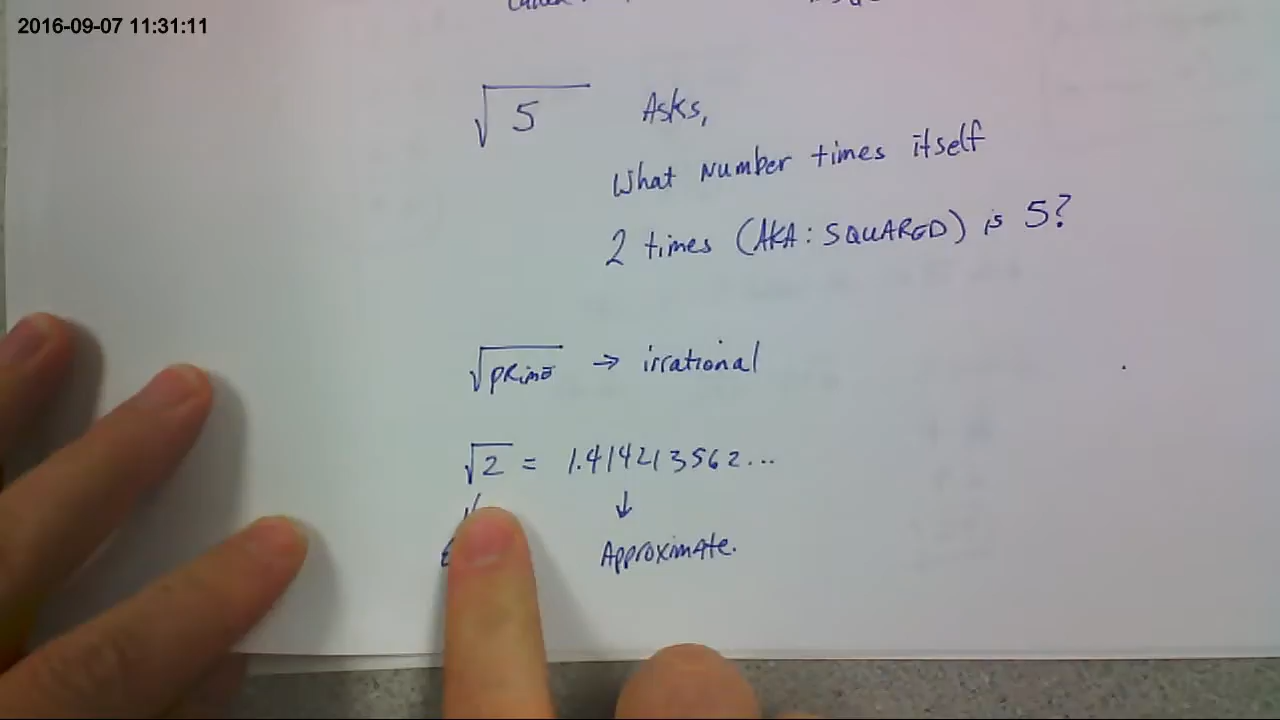 2016-09-07 11:31:11
√5 Asks,
What Number times itself
2 times (AKA: SQUARED) is 5?
√PRime → irrational
√2 = 1.414213562...
↓
Approximate.